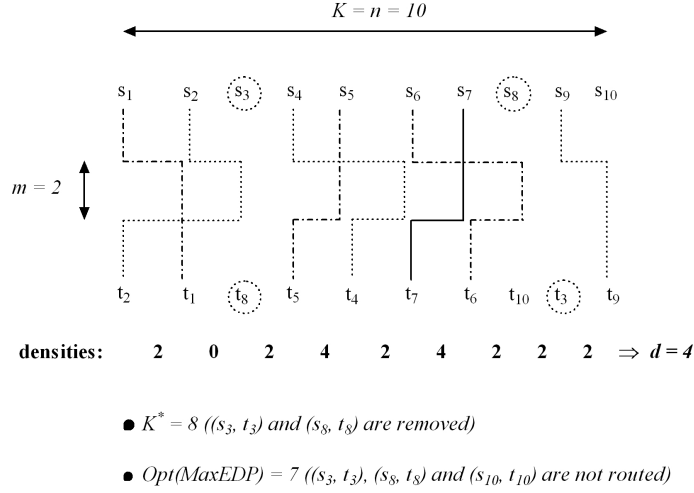 K = n = 10
s1 s2 s3 s4 s5 s6 s7 s8 s9 s10
m = 2
t2 t1 t8 t5 t4 t7 t6 t10 t3 t9
densities: 2 0 2 4 2 4 2 2 2 ⇒ d = 4
● K* = 8 ((s3, t3) and (s8, t8) are removed)
● Opt(MaxEDP) = 7 ((s3, t3), (s8, t8) and (s10, t10) are not routed)